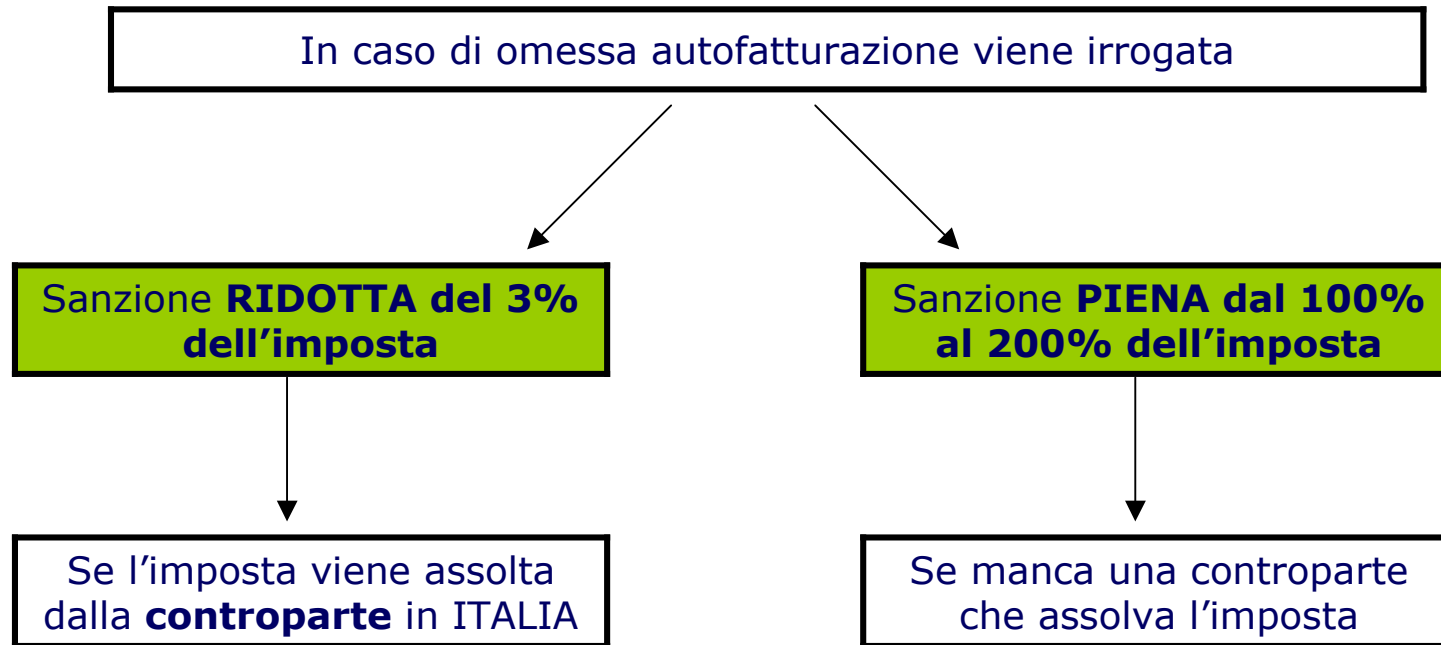 In caso di omessa autofatturazione viene irrogata
Sanzione RIDOTTA del 3%
dell’imposta
Sanzione PIENA dal 100%
al 200% dell’imposta
Se l’imposta viene assolta
dalla controparte in ITALIA
Se manca una controparte
che assolva l’imposta